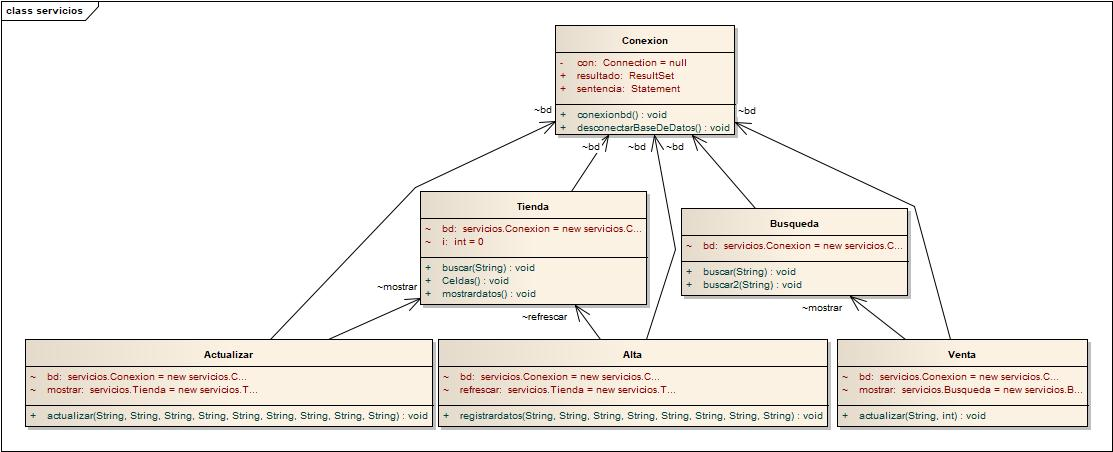 class servicios
Conexion
- con: Connection = null
+ resultado: ResultSet
+ sentencia: Statement
+ conexionbd() : void
+ desconectarBaseDeDatos() : void
~bd
~bd
~bd
~bd
~bd
Tienda
~ bd: servicios.Conexion = new servicios.C...
~ i: int = 0
+ buscar(String) : void
+ Celdas() : void
+ mostrardatos() : void
Busqueda
~ bd: servicios.Conexion = new servicios.C...
+ buscar(String) : void
+ buscar2(String) : void
~mostrar
~refrescar
~mostrar
Actualizar
~ bd: servicios.Conexion = new servicios.C...
~ mostrar: servicios.Tienda = new servicios.T...
+ actualizar(String, String, String, String, String, String, String, String, String) : void
Alta
~ bd: servicios.Conexion = new servicios.C...
~ refrescar: servicios.Tienda = new servicios.T...
+ registrardatos(String, String, String, String, String, String, String, String) : void
Venta
~ bd: servicios.Conexion = new servicios.C...
~ mostrar: servicios.Busqueda = new servicios.B...
+ actualizar(String, int) : void